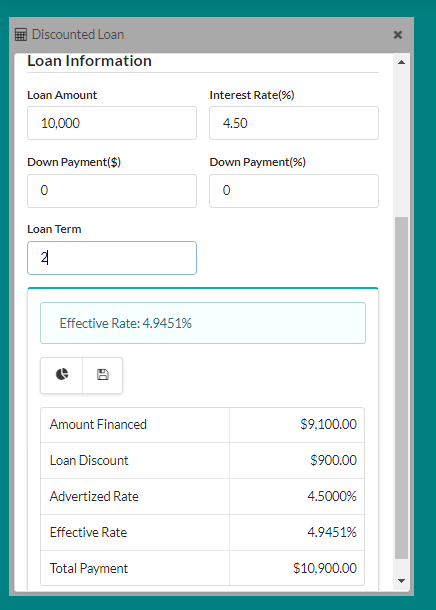 Discounted Loan
Loan Information
Loan Amount Interest Rate(%)
10,000 4.50
Down Payment($) Down Payment(%)
0 0
Loan Term
2
Effective Rate: 4.9451%
Amount Financed $9,100.00
Loan Discount $900.00
Advertized Rate 4.5000%
Effective Rate 4.9451%
Total Payment $10,900.00